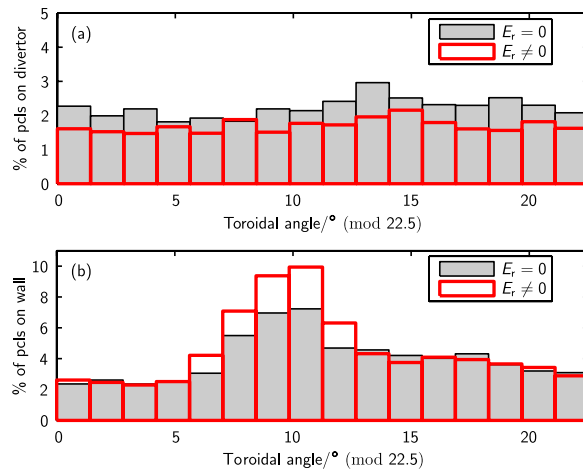 5
4
3
2
1
0
% of pcls on divertor
(a)
E_r = 0
E_r ≠ 0
0 5 10 15 20
Toroidal angle/° (mod 22.5)
10
8
6
4
2
0
% of pcls on wall
(b)
E_r = 0
E_r ≠ 0
0 5 10 15 20
Toroidal angle/° (mod 22.5)